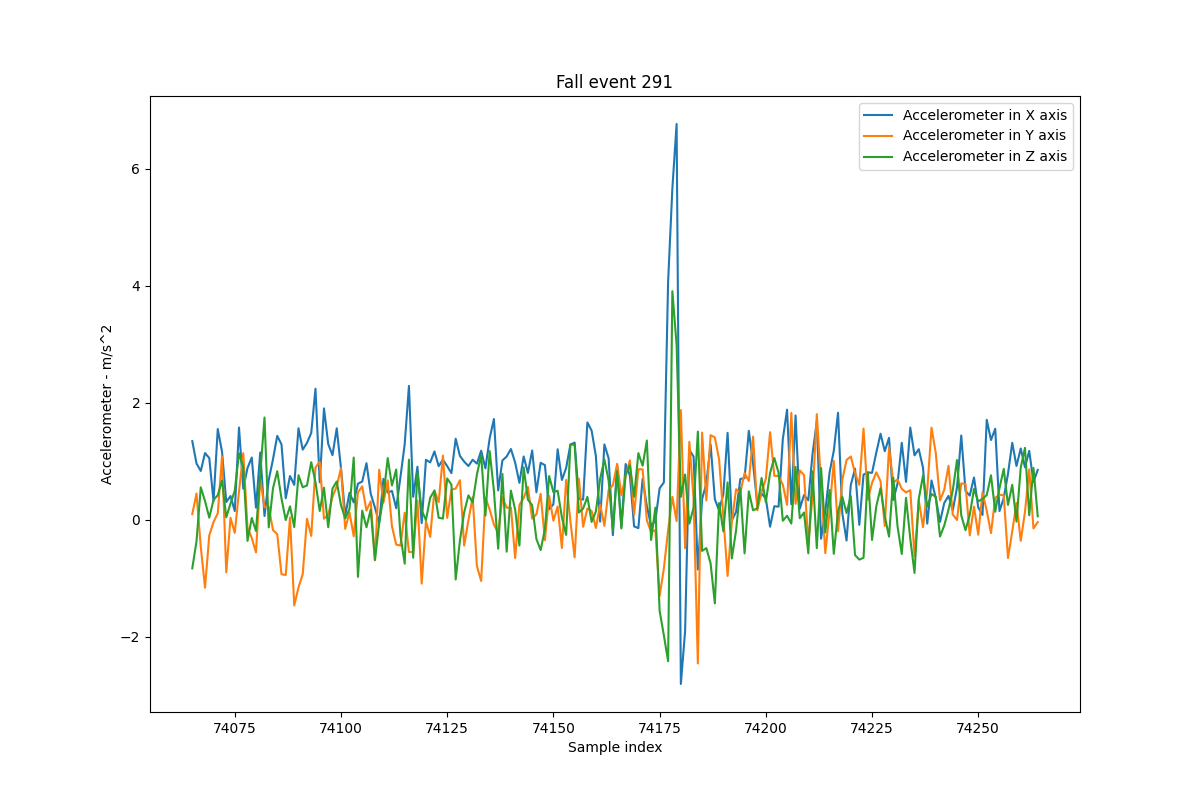 Fall event 291
Accelerometer in X axis
Accelerometer in Y axis
Accelerometer in Z axis
Accelerometer - m/s^2
6
4
2
0
−2
74075 74100 74125 74150 74175 74200 74225 74250
Sample index